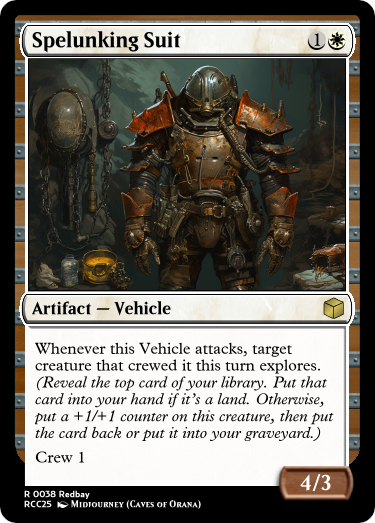 Spelunking Suit 1
Artifact — Vehicle
Whenever this Vehicle attacks, target
creature that crewed it this turn explores.
(Reveal the top card of your library. Put that
card into your hand if it's a land. Otherwise,
put a +1/+1 counter on this creature, then put
the card back or put it into your graveyard.)
Crew 1
4/3
R 0038 Redbay
RCC25 Midjourney (Caves of Orana)